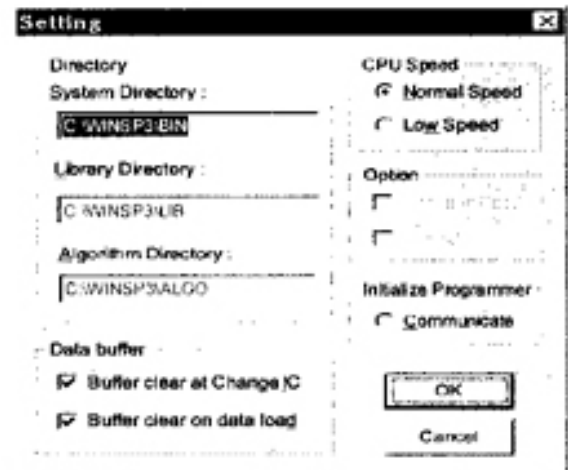 Setting
Directory
System Directory :
C:\WINSP3\BIN
Library Directory :
C:\WINSP3\LIB
Algorithm Directory :
C:\WINSP3\ALGO
Data buffer
Buffer clear at Change IC
Buffer clear on data load
CPU Speed
Normal Speed
Low Speed
Option
Initialize Programmer
Communicate
OK
Cancel